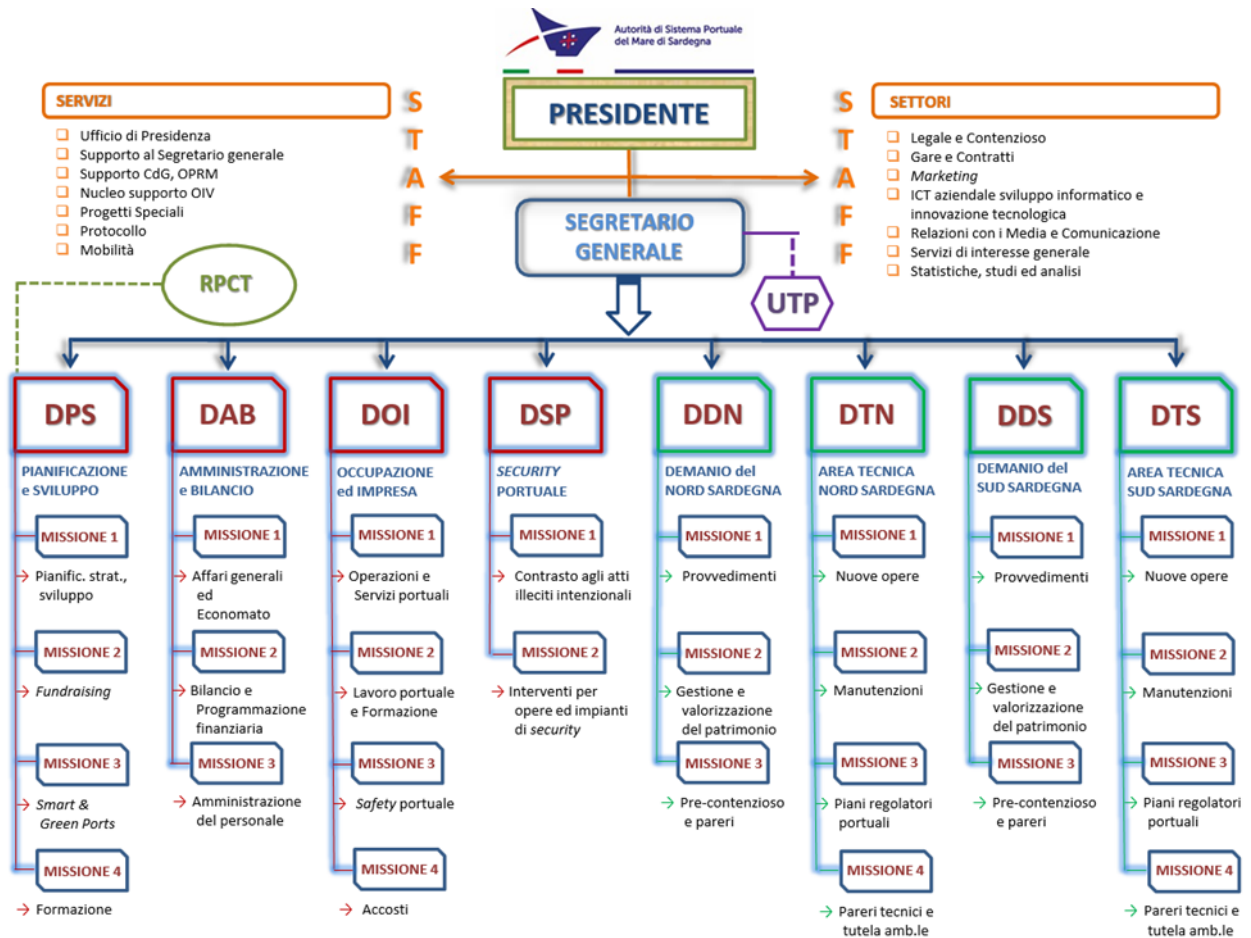 Autorità di Sistema Portuale
del Mare di Sardegna
PRESIDENTE
SERVIZI
Ufficio di Presidenza
Supporto al Segretario generale
Supporto CdG, OPRM
Nucleo supporto OIV
Progetti Speciali
Protocollo
Mobilità
STAFF
STAFF
SETTORI
Legale e Contenzioso
Gare e Contratti
Marketing
ICT aziendale sviluppo informatico e
innovazione tecnologica
Relazioni con i Media e Comunicazione
Servizi di interesse generale
Statistiche, studi ed analisi
SEGRETARIO
GENERALE
RPCT
UTP
DPS
PIANIFICAZIONE
e SVILUPPO
MISSIONE 1
Pianific. strat.,
sviluppo
MISSIONE 2
Fundraising
MISSIONE 3
Smart &
Green Ports
MISSIONE 4
Formazione
DAB
AMMINISTRAZIONE
e BILANCIO
MISSIONE 1
Affari generali
ed
Economato
MISSIONE 2
Bilancio e
Programmazione
finanziaria
MISSIONE 3
Amministrazione
del personale
DOI
OCCUPAZIONE
ed IMPRESA
MISSIONE 1
Operazioni e
Servizi portuali
MISSIONE 2
Lavoro portuale
e Formazione
MISSIONE 3
Safety portuale
MISSIONE 4
Accosti
DSP
SECURITY
PORTUALE
MISSIONE 1
Contrasto agli atti
illeciti intenzionali
MISSIONE 2
Interventi per
opere ed impianti
di security
DDN
DEMANIO del
NORD SARDEGNA
MISSIONE 1
Provvedimenti
MISSIONE 2
Gestione e
valorizzazione
del patrimonio
MISSIONE 3
Pre-contenzioso
e pareri
DTN
AREA TECNICA
NORD SARDEGNA
MISSIONE 1
Nuove opere
MISSIONE 2
Manutenzioni
MISSIONE 3
Piani regolatori
portuali
MISSIONE 4
Pareri tecnici e
tutela amb.le
DDS
DEMANIO del
SUD SARDEGNA
MISSIONE 1
Provvedimenti
MISSIONE 2
Gestione e
valorizzazione
del patrimonio
MISSIONE 3
Pre-contenzioso
e pareri
DTS
AREA TECNICA
SUD SARDEGNA
MISSIONE 1
Nuove opere
MISSIONE 2
Manutenzioni
MISSIONE 3
Piani regolatori
portuali
MISSIONE 4
Pareri tecnici e
tutela amb.le